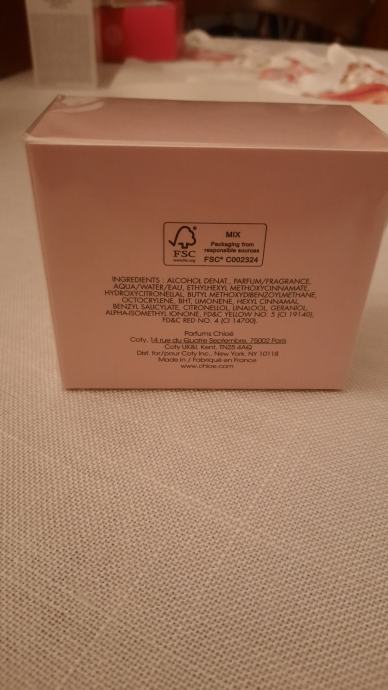 FSC
www.fsc.org
MIX
Packaging from
responsible sources
FSC® C002324
INGREDIENTS : ALCOHOL DENAT., PARFUM/FRAGRANCE,
AQUA/WATER/EAU, ETHYLHEXYL METHOXYCINNAMATE,
HYDROXYCITRONELLAL, BUTYL METHOXYDIBENZOYLMETHANE,
OCTOCRYLENE, BHT, LIMONENE, HEXYL CINNAMAL,
BENZYL SALICYLATE, CITRONELLOL, LINALOOL, GERANIOL,
ALPHA-ISOMETHYL IONONE, FD&C YELLOW NO. 5 (CI 19140),
FD&C RED NO. 4 (CI 14700).
Parfums Chloé
Coty, 14 rue du Quatre Septembre, 75002 Paris
Coty UK&I, Kent, TN25 4AQ
Dist. for/pour Coty Inc., New York, NY 10118
Made in / Fabriqué en France
www.chloe.com